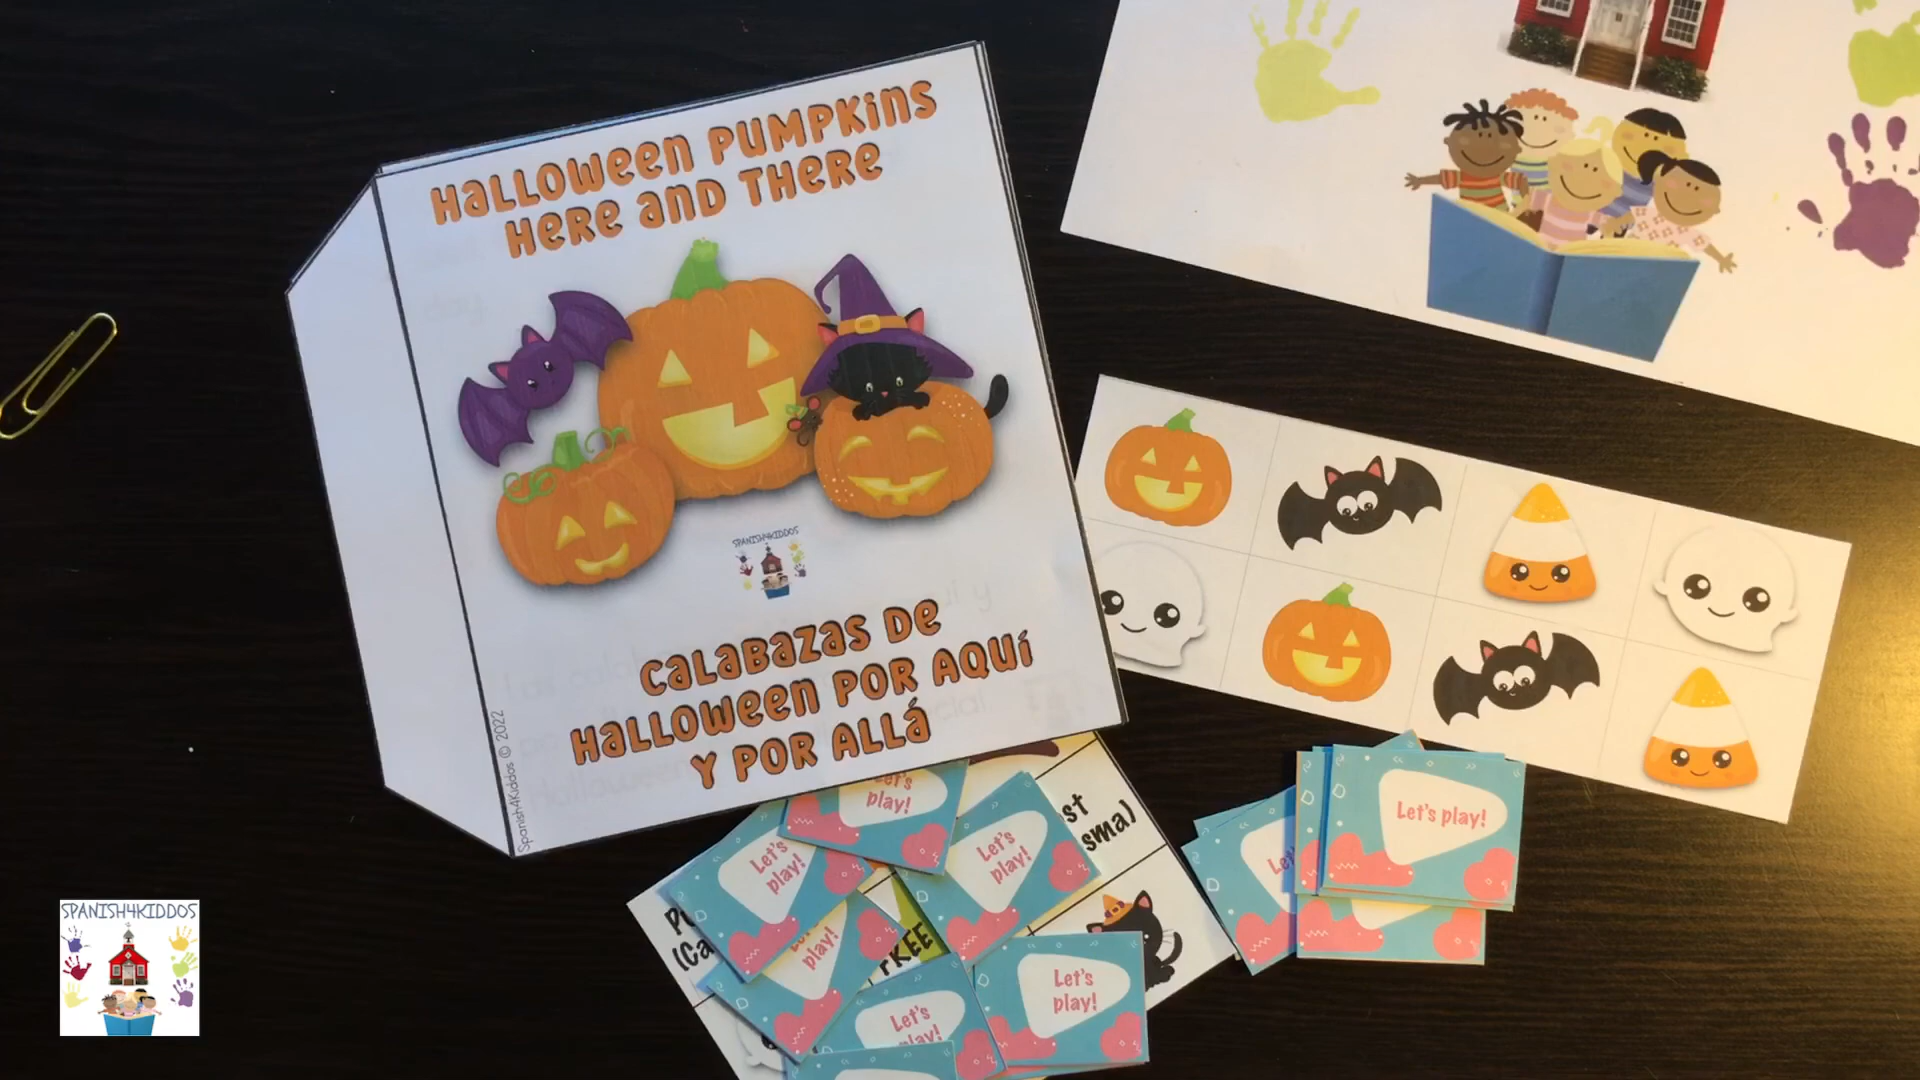 HALLOWEEN PUMPKINS
HERE AND THERE
SPANISH4KIDDOS
CALABAZAS DE
HALLOWEEN POR AQUÍ
Y POR ALLÁ
Spanish4Kiddos © 2022
Let's
play!
Let's
play!
Let's
play!
play!
Let's
play!
Let's
play!
Let's play!
SPANISH4KIDDOS